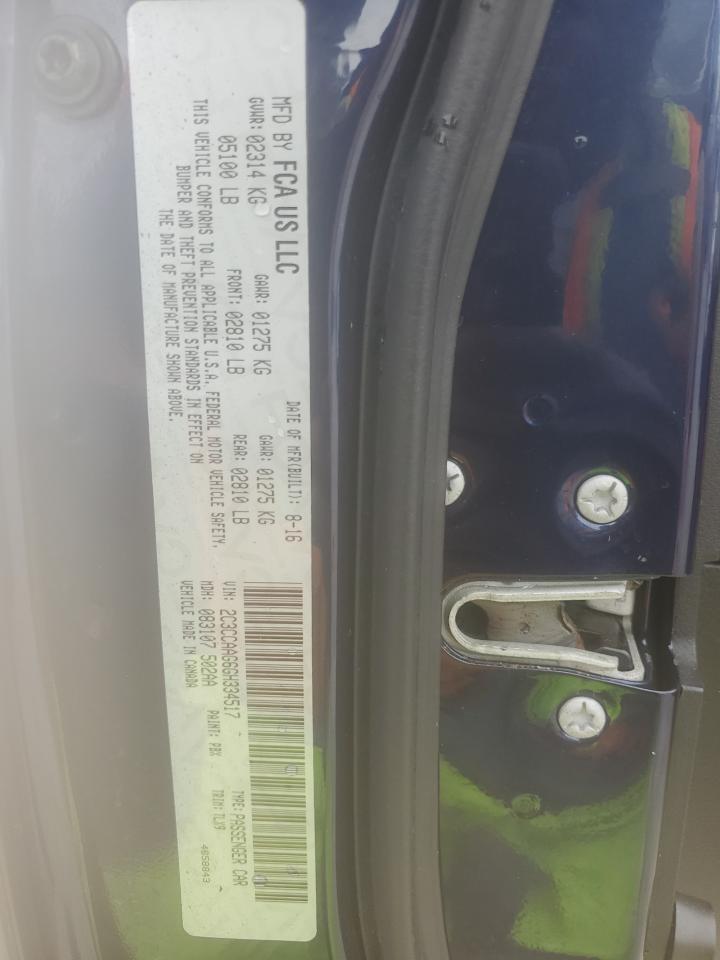 MFD BY FCA US LLC
DATE OF MFR(BUILT): 8-16
GVWR: 02314 KG GAWR: 01275 KG GAWR: 01275 KG
05100 LB FRONT: 02810 LB REAR: 02810 LB
THIS VEHICLE CONFORMS TO ALL APPLICABLE U.S.A. FEDERAL MOTOR VEHICLE SAFETY,
BUMPER AND THEFT PREVENTION STANDARDS IN EFFECT ON
THE DATE OF MANUFACTURE SHOWN ABOVE.
VIN: 2C3CCAAG6GH334517
TYPE: PASSENGER CAR
MDH: 083107 502AA
PAINT: PBX
TRIM: TLX9
VEHICLE MADE IN CANADA
4858843